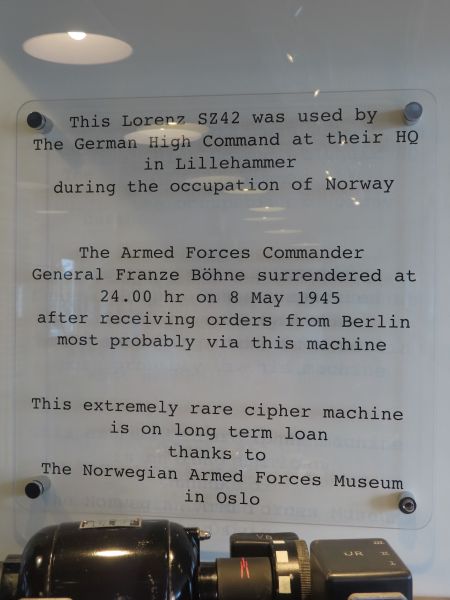 This Lorenz SZ42 was used by
The German High Command at their HQ
in Lillehammer
during the occupation of Norway
The Armed Forces Commander
General Franze Böhne surrendered at
24.00 hr on 8 May 1945
after receiving orders from Berlin
most probably via this machine
This extremely rare cipher machine
is on long term loan
thanks to
The Norwegian Armed Forces Museum
in Oslo